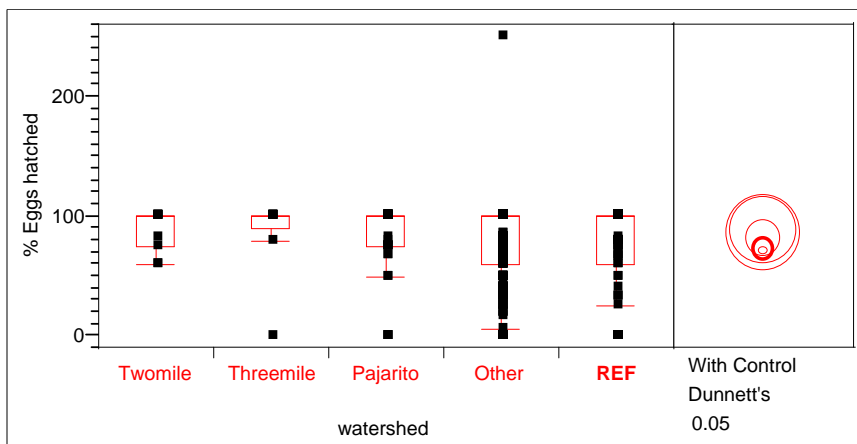 % Eggs hatched
200
100
0
Twomile Threemile Pajarito Other REF
watershed
With Control
Dunnett's
0.05